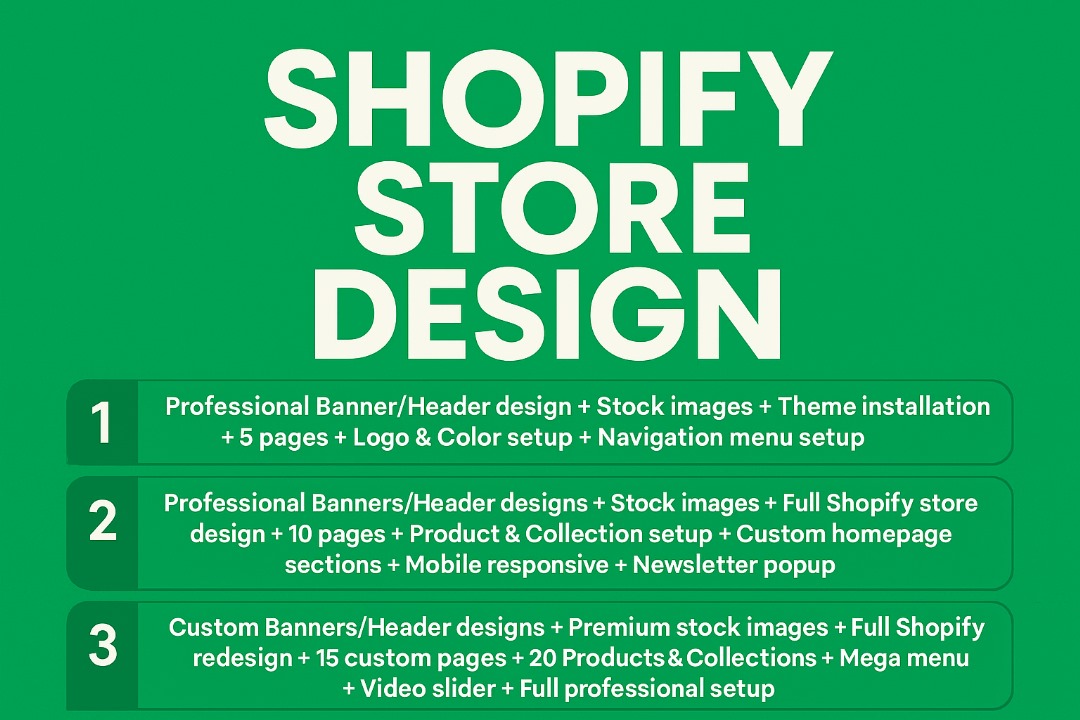 SHOPIFY
STORE
DESIGN
1
Professional Banner/Header design + Stock images + Theme installation
+ 5 pages + Logo & Color setup + Navigation menu setup
2
Professional Banners/Header designs + Stock images + Full Shopify store
design + 10 pages + Product & Collection setup + Custom homepage
sections + Mobile responsive + Newsletter popup
3
Custom Banners/Header designs + Premium stock images + Full Shopify
redesign + 15 custom pages + 20 Products & Collections + Mega menu
+ Video slider + Full professional setup